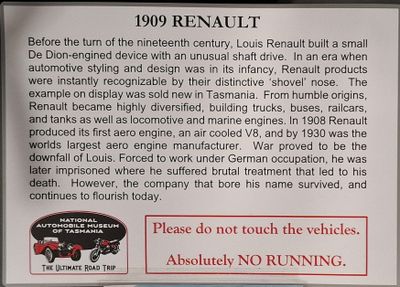 1909 RENAULT
Before the turn of the nineteenth century, Louis Renault built a small
De Dion-engined device with an unusual shaft drive. In an era when
automotive styling and design was in its infancy, Renault products
were instantly recognizable by their distinctive 'shovel' nose. The
example on display was sold new in Tasmania. From humble origins,
Renault became highly diversified, building trucks, buses, railcars,
and tanks as well as locomotive and marine engines. In 1908 Renault
produced its first aero engine, an air cooled V8, and by 1930 was the
worlds largest aero engine manufacturer. War proved to be the
downfall of Louis. Forced to work under German occupation, he was
later imprisoned where he suffered brutal treatment that led to his
death. However, the company that bore his name survived, and
continues to flourish today.
NATIONAL
AUTOMOBILE MUSEUM
OF TASMANIA
THE ULTIMATE ROAD TRIP
Please do not touch the vehicles.
Absolutely NO RUNNING.